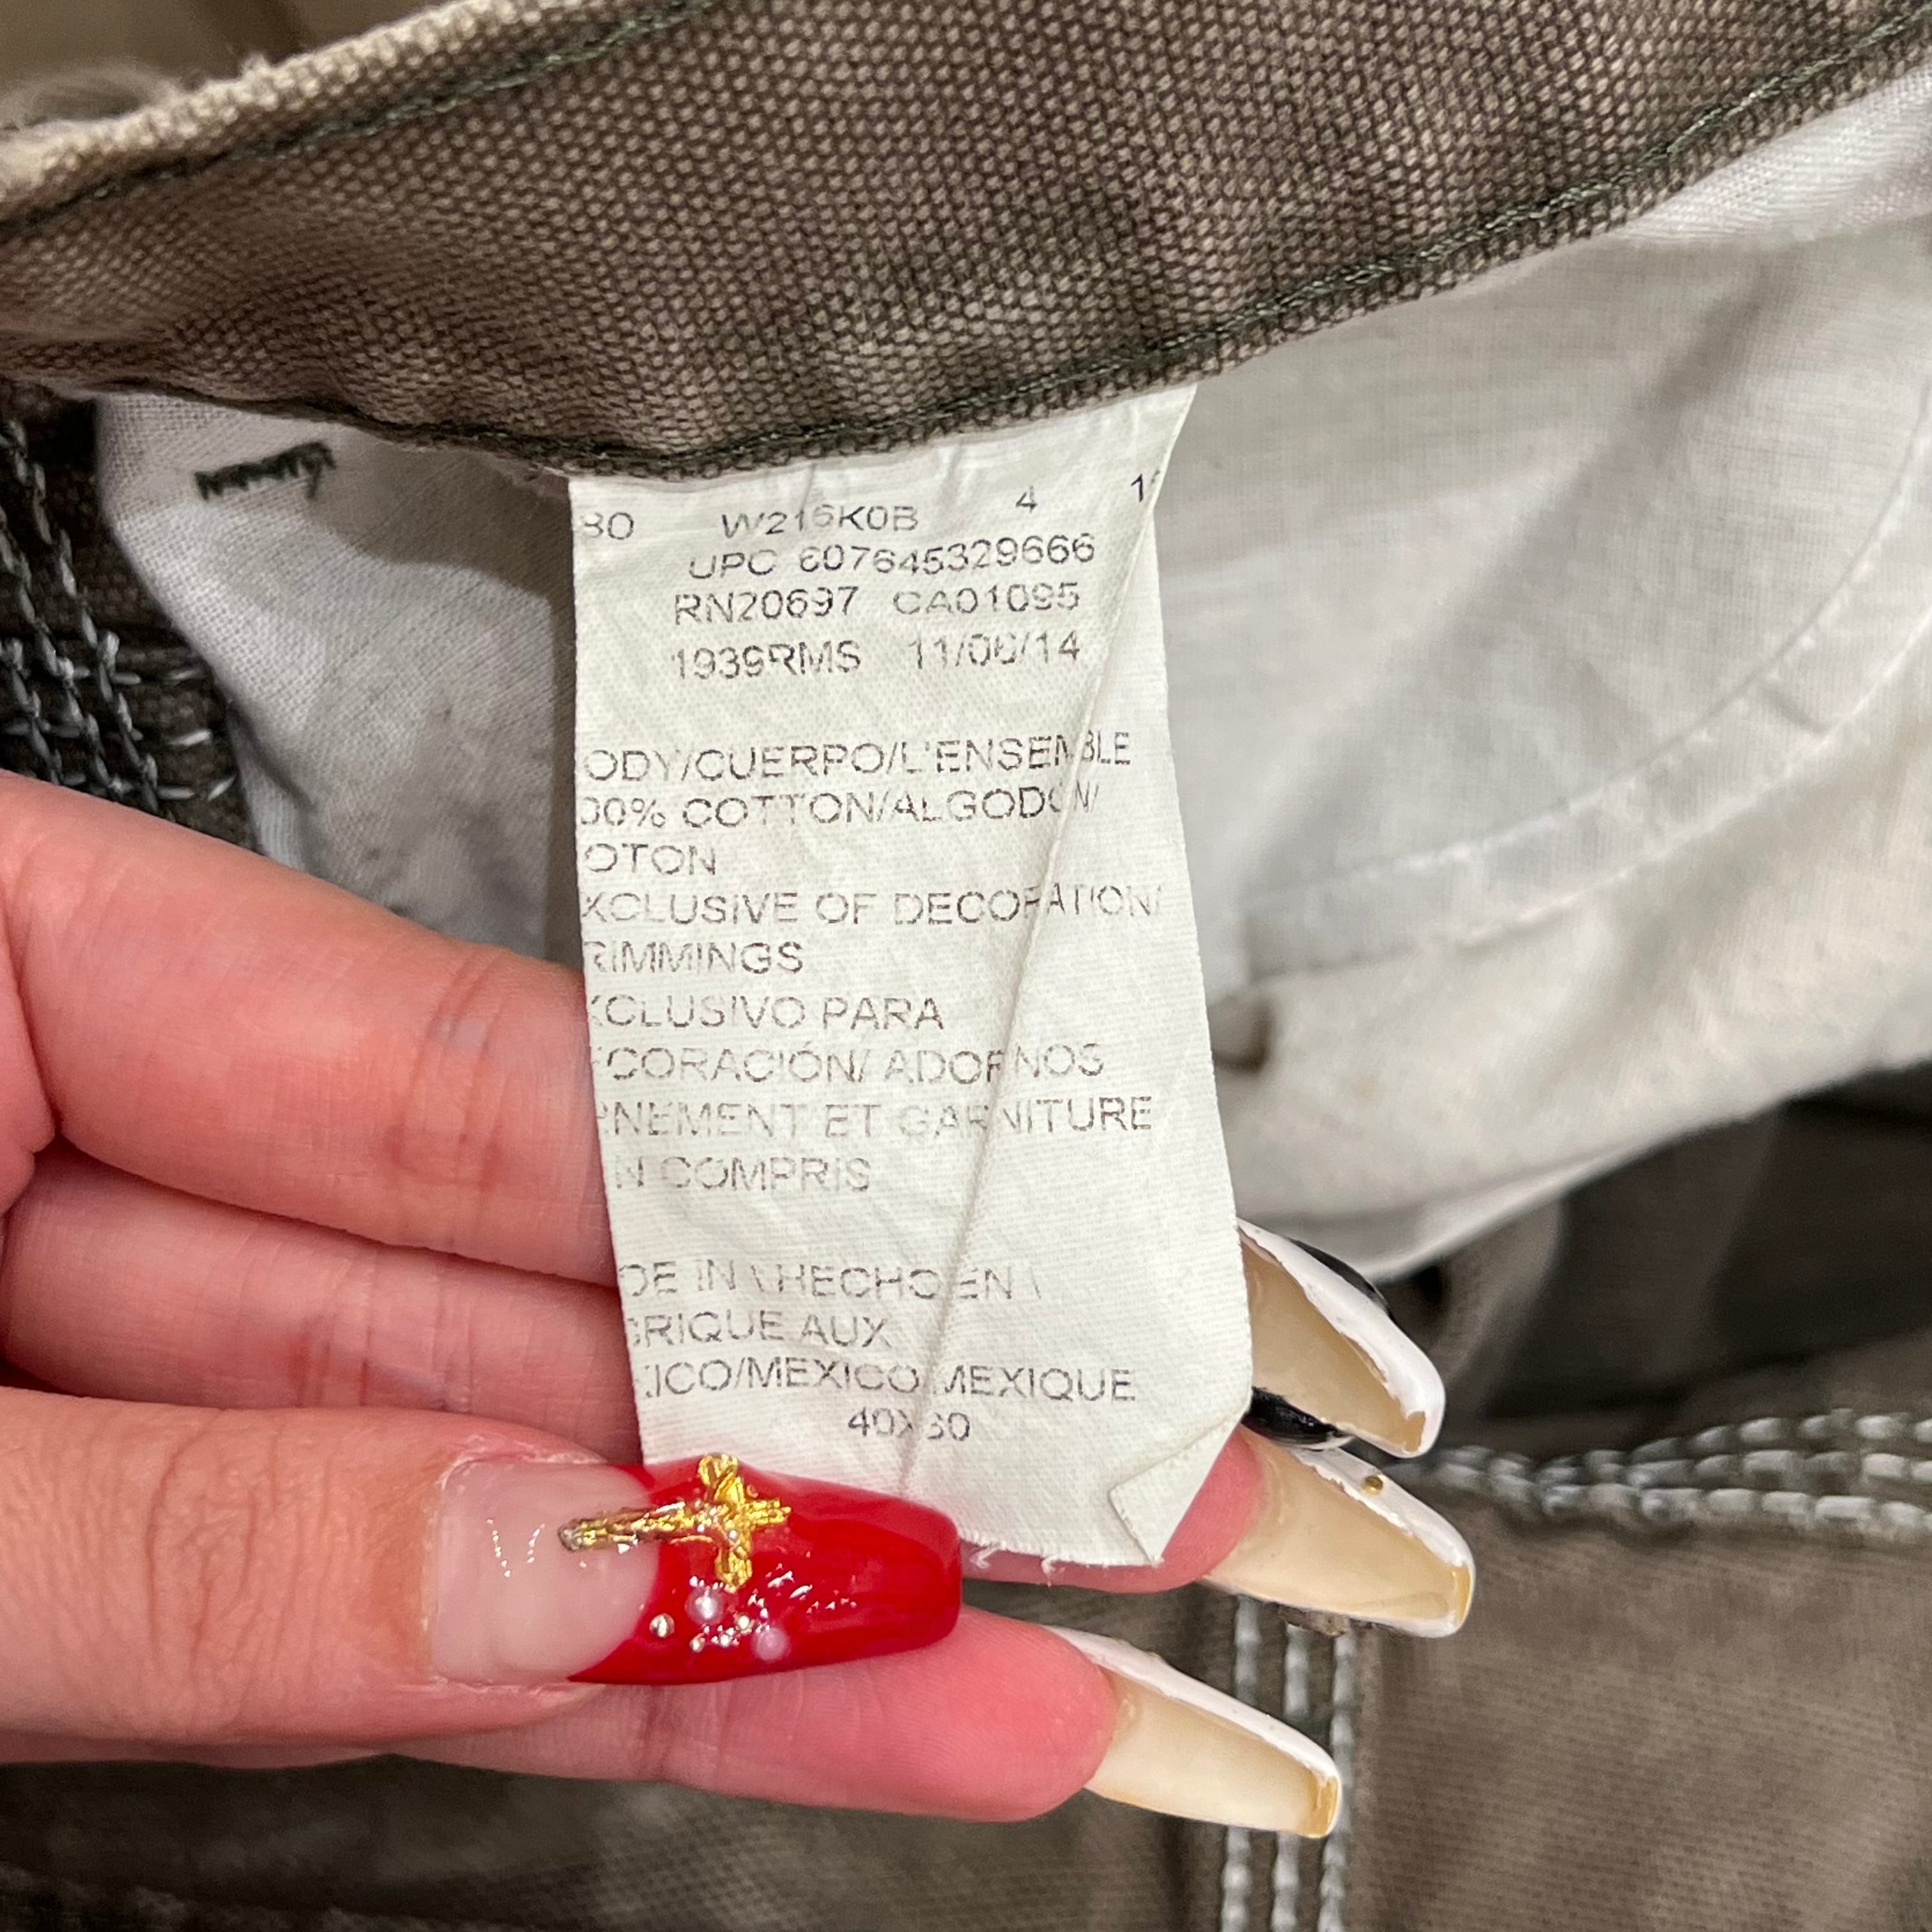 30 W216K0B 4 1
UPC 607645329666
RN20697 CA01095
1939RMS 11/06/14
ODY/CUERPO/L'ENSEMBLE
00% COTTON/ALGODON/
OTON
XCLUSIVE OF DECORATION/
RIMMINGS
XCLUSIVO PARA
ECORACIÓN/ ADORNOS
RNEMENT ET GARNITURE
N COMPRIS
DE IN \ HECHO EN \
BRIQUE AUX
XICO/MEXICO/MEXIQUE
40X30